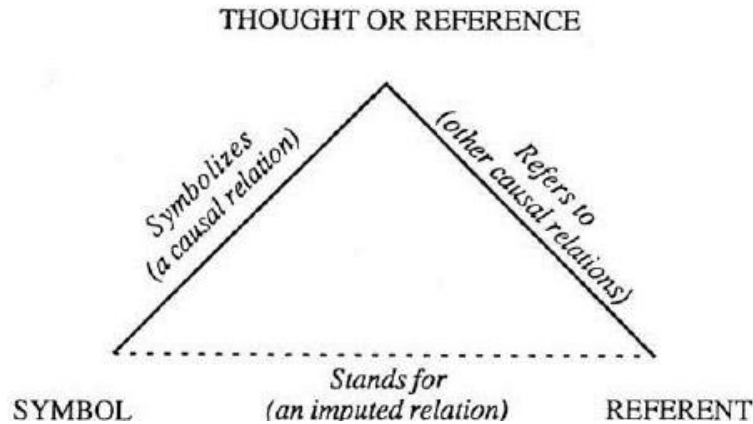 THOUGHT OR REFERENCE
Symbolizes
(a causal relation)
Refers to
(other causal relations)
Stands for
(an imputed relation)
SYMBOL
REFERENT